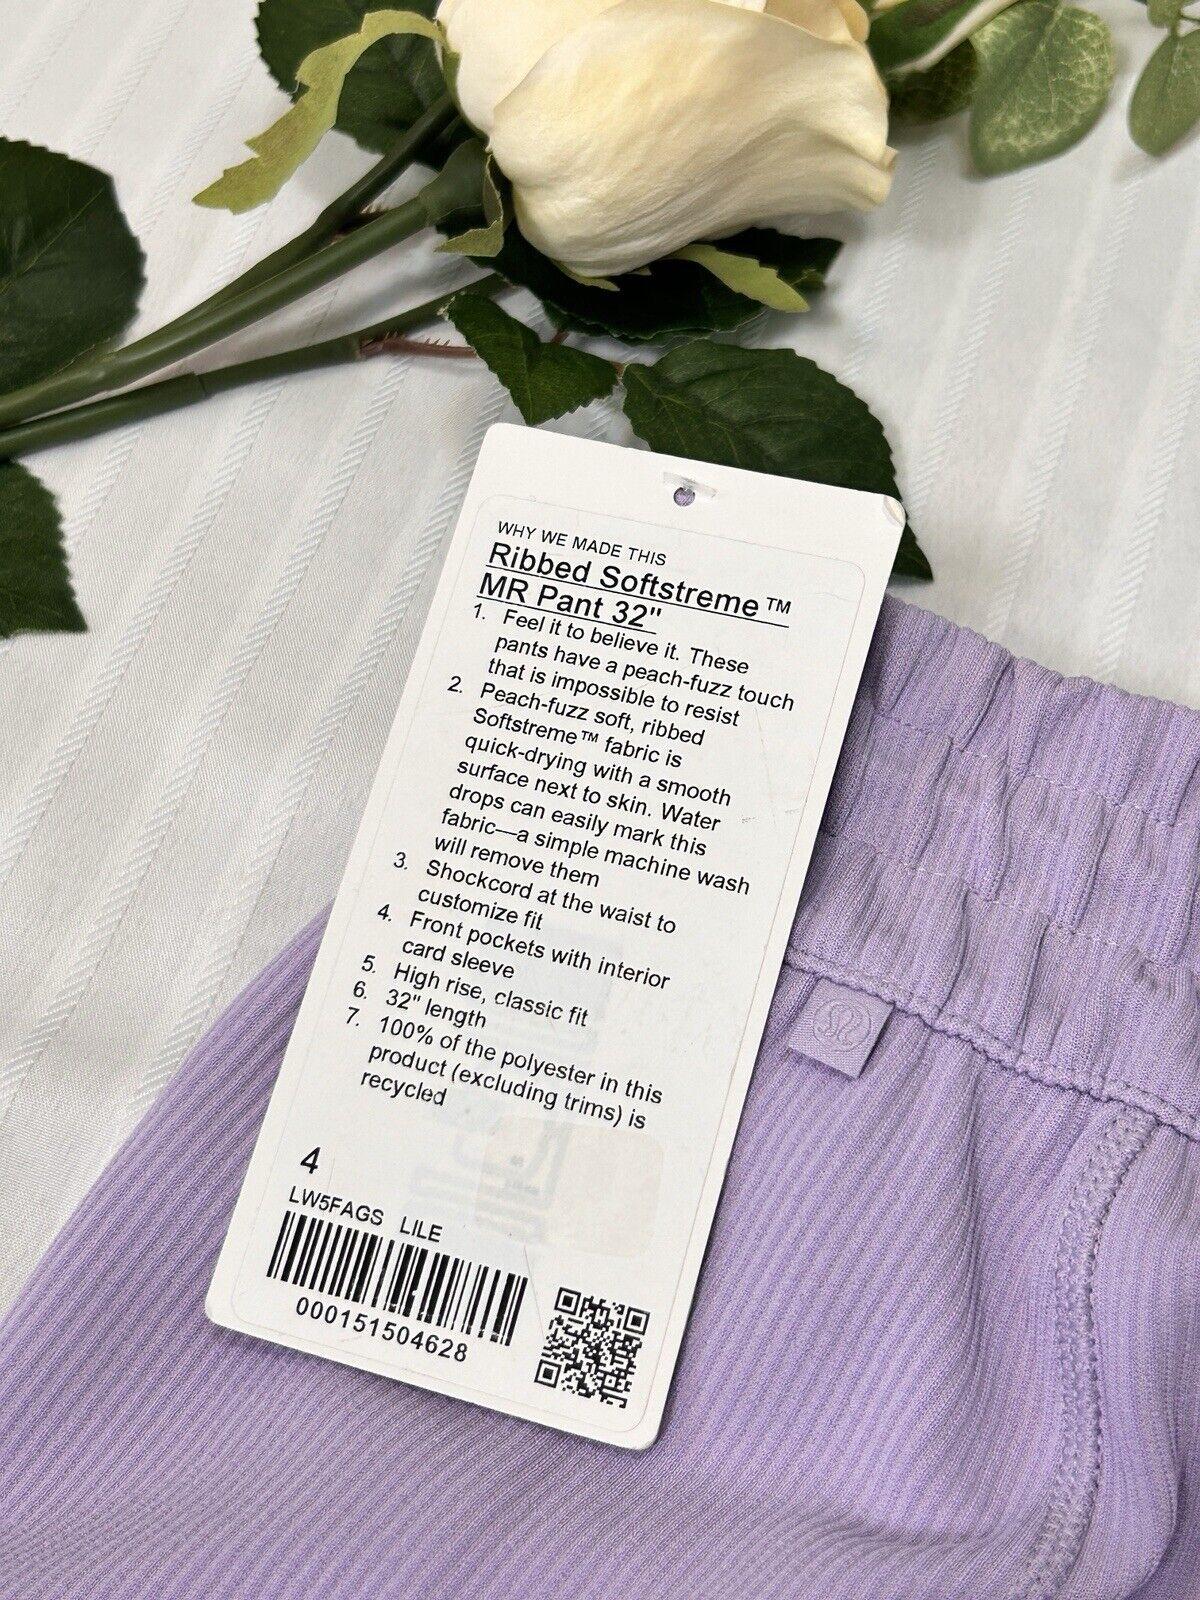 WHY WE MADE THIS
Ribbed Softstreme™
MR Pant 32"
1. Feel it to believe it. These
pants have a peach-fuzz touch
that is impossible to resist
2. Peach-fuzz soft, ribbed
Softstreme™ fabric is
quick-drying with a smooth
surface next to skin. Water
drops can easily mark this
fabric—a simple machine wash
will remove them
3. Shockcord at the waist to
customize fit
4. Front pockets with interior
card sleeve
5. High rise, classic fit
6. 32" length
7. 100% of the polyester in this
product (excluding trims) is
recycled
4
LW5FAGS LILE
000151504628